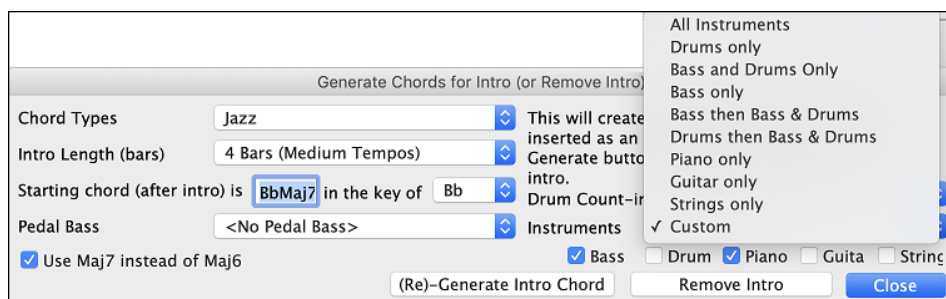 All Instruments
Drums only
Bass and Drums Only
Bass only
Bass then Bass & Drums
Drums then Bass & Drums
Piano only
Guitar only
Strings only
✓ Custom
Generate Chords for Intro (or Remove Intro)
Chord Types Jazz This will create
inserted as an
Intro Length (bars) 4 Bars (Medium Tempos) Generate butto
intro.
Starting chord (after intro) is BbMaj7 in the key of Bb Drum Count-in
Pedal Bass <No Pedal Bass> Instruments
Use Maj7 instead of Maj6 Bass Drum Piano Guita String
(Re)-Generate Intro Chord Remove Intro Close